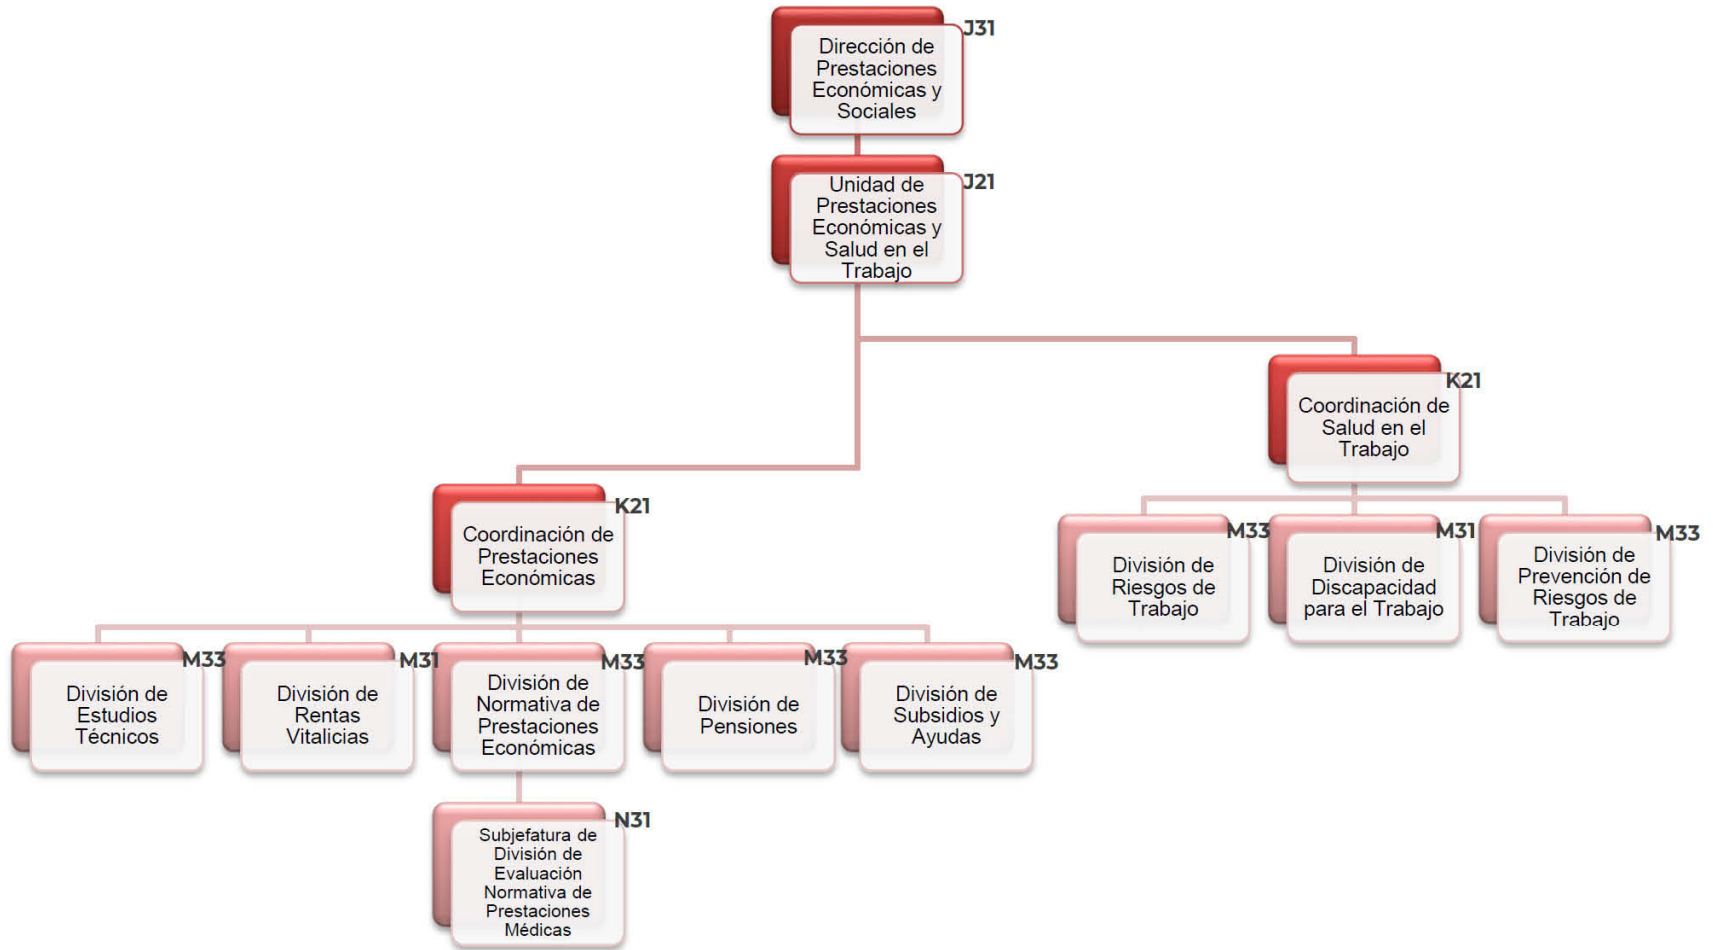 J31
Dirección de
Prestaciones
Económicas y
Sociales
J21
Unidad de
Prestaciones
Económicas y
Salud en el
Trabajo
K21
Coordinación de
Salud en el
Trabajo
K21
Coordinación de
Prestaciones
Económicas
M33
División de
Riesgos de
Trabajo
M31
División de
Discapacidad
para el Trabajo
M33
División de
Prevención de
Riesgos de
Trabajo
M33
División de
Estudios
Técnicos
M31
División de
Rentas
Vitalicias
M33
División de
Normativa de
Prestaciones
Económicas
M33
División de
Pensiones
M33
División de
Subsidios y
Ayudas
N31
Subjefatura de
División de
Evaluación
Normativa de
Prestaciones
Médicas